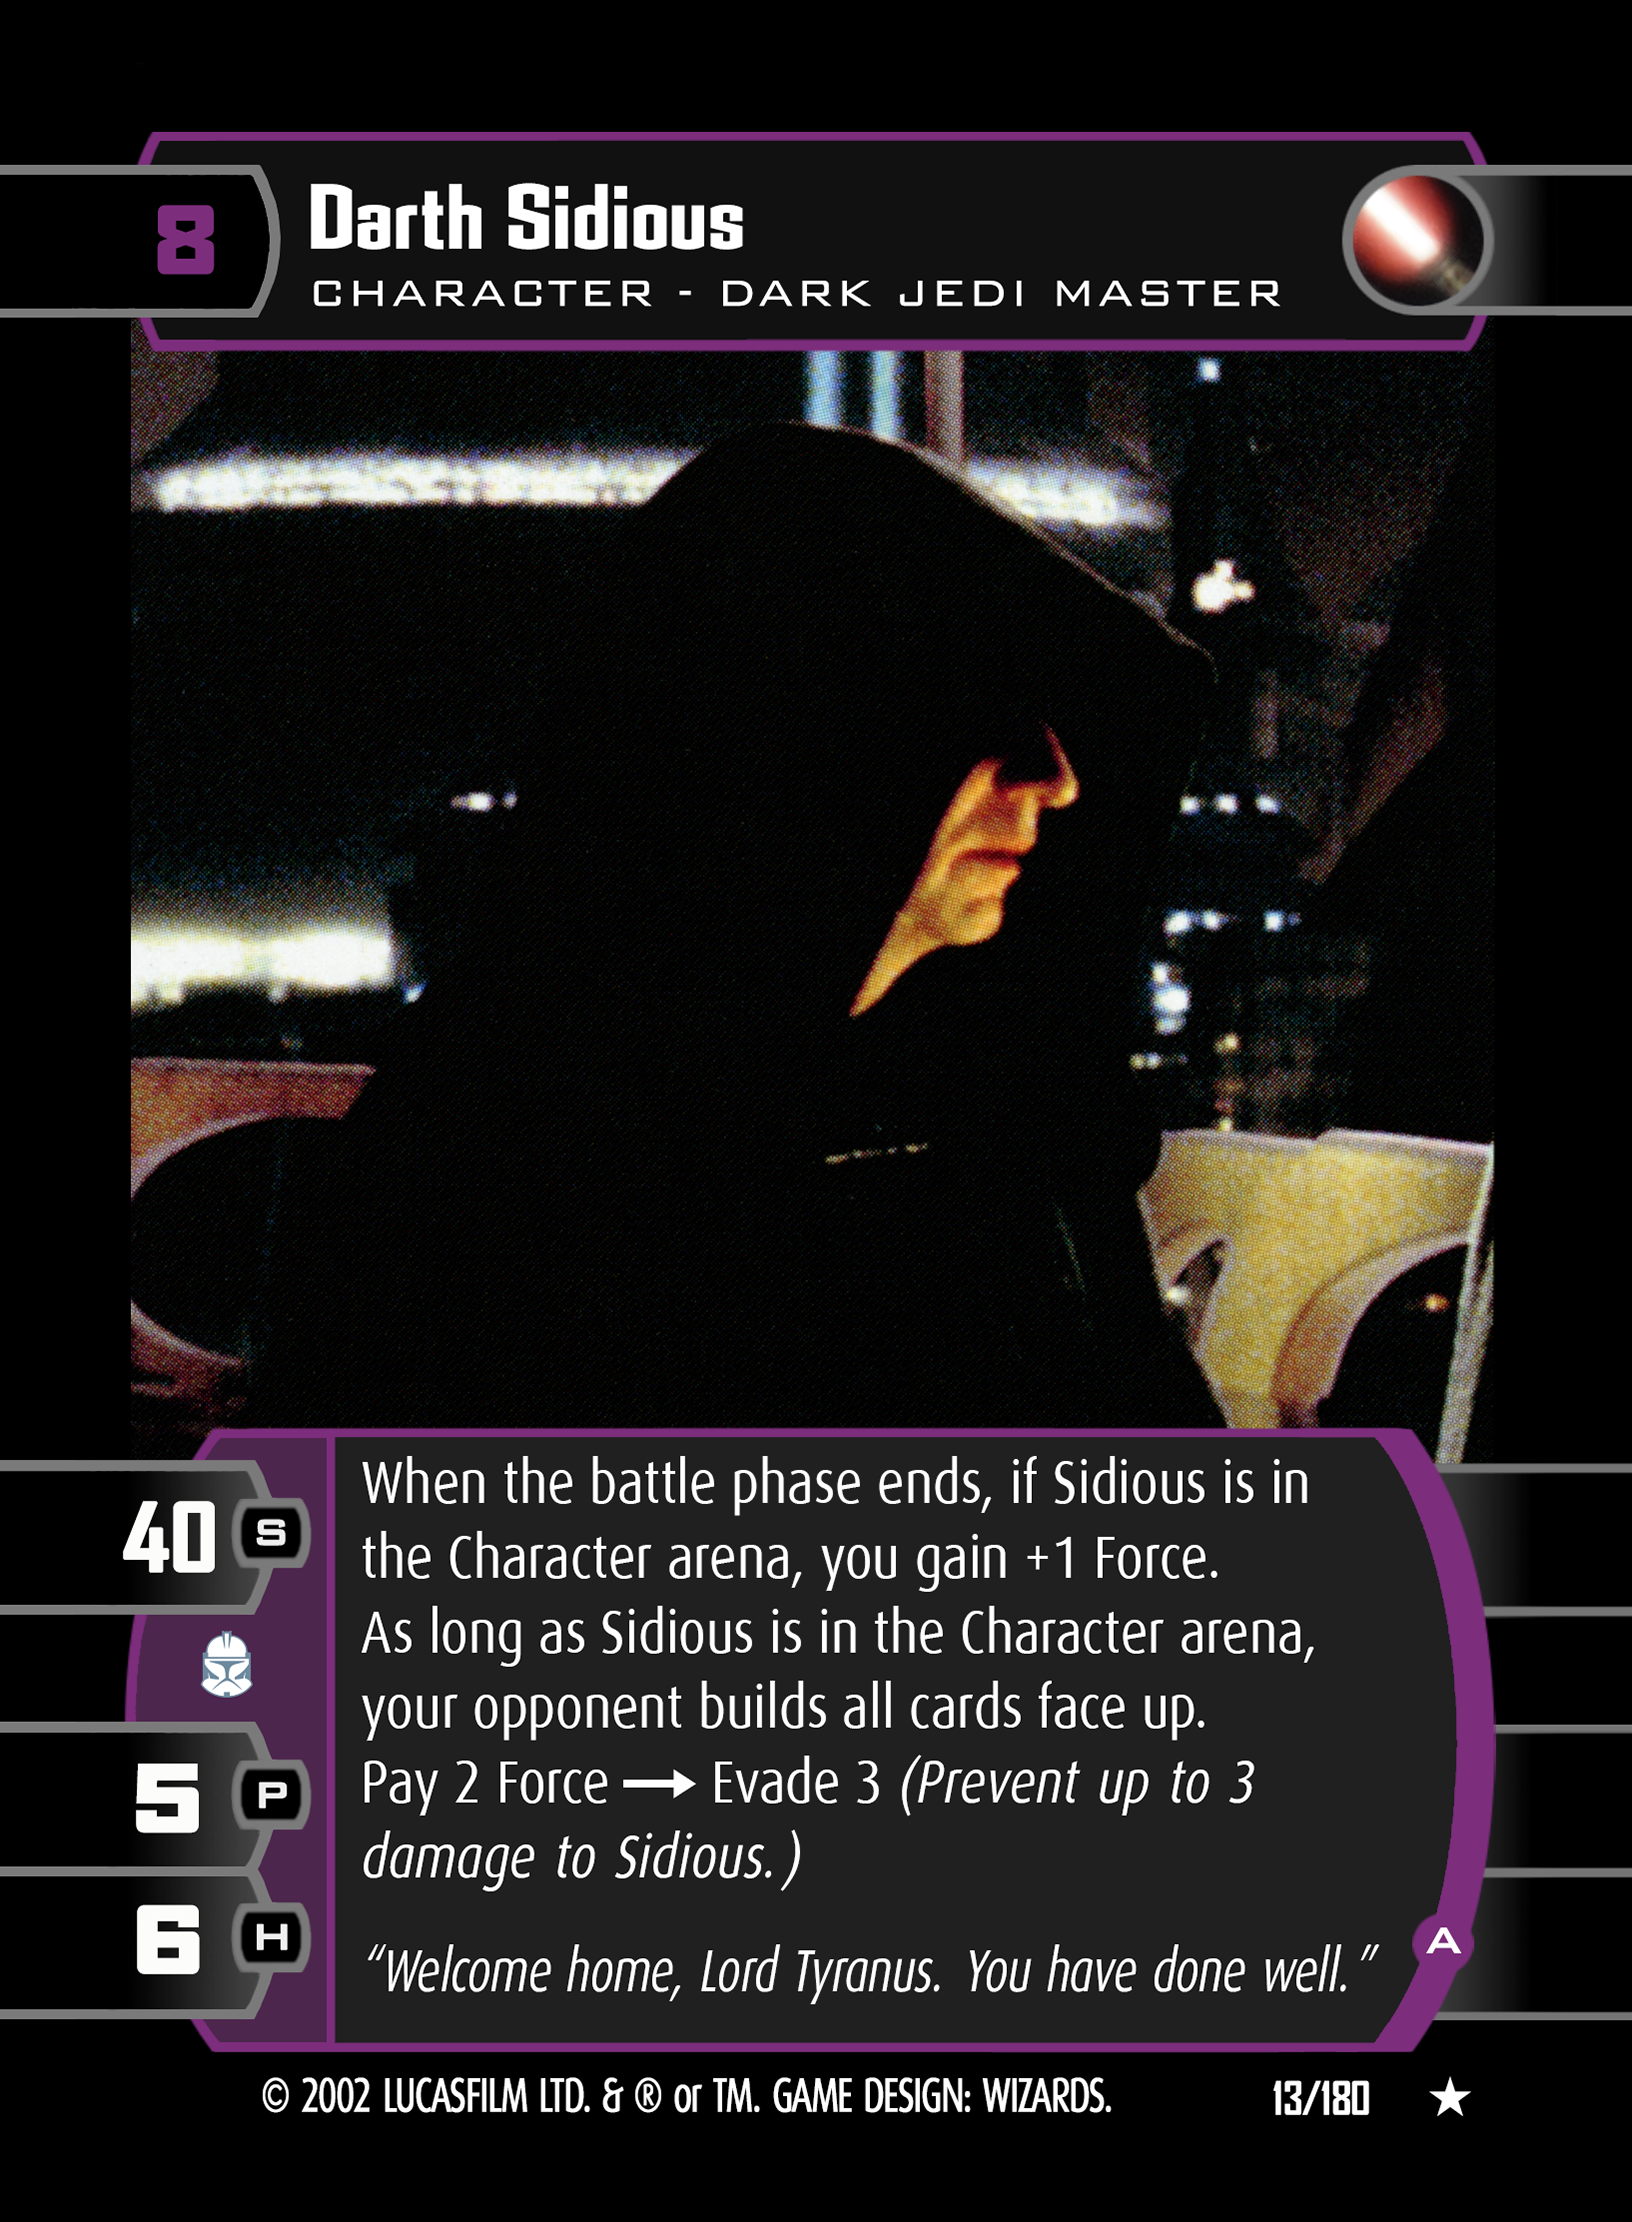 8
Darth Sidious
CHARACTER - DARK JEDI MASTER
40 S
5 P
6 H
When the battle phase ends, if Sidious is in
the Character arena, you gain +1 Force.
As long as Sidious is in the Character arena,
your opponent builds all cards face up.
Pay 2 Force → Evade 3 (Prevent up to 3
damage to Sidious.)
“Welcome home, Lord Tyranus. You have done well.”
A
© 2002 LUCASFILM LTD. & ® or TM. GAME DESIGN: WIZARDS.
13/180 ★